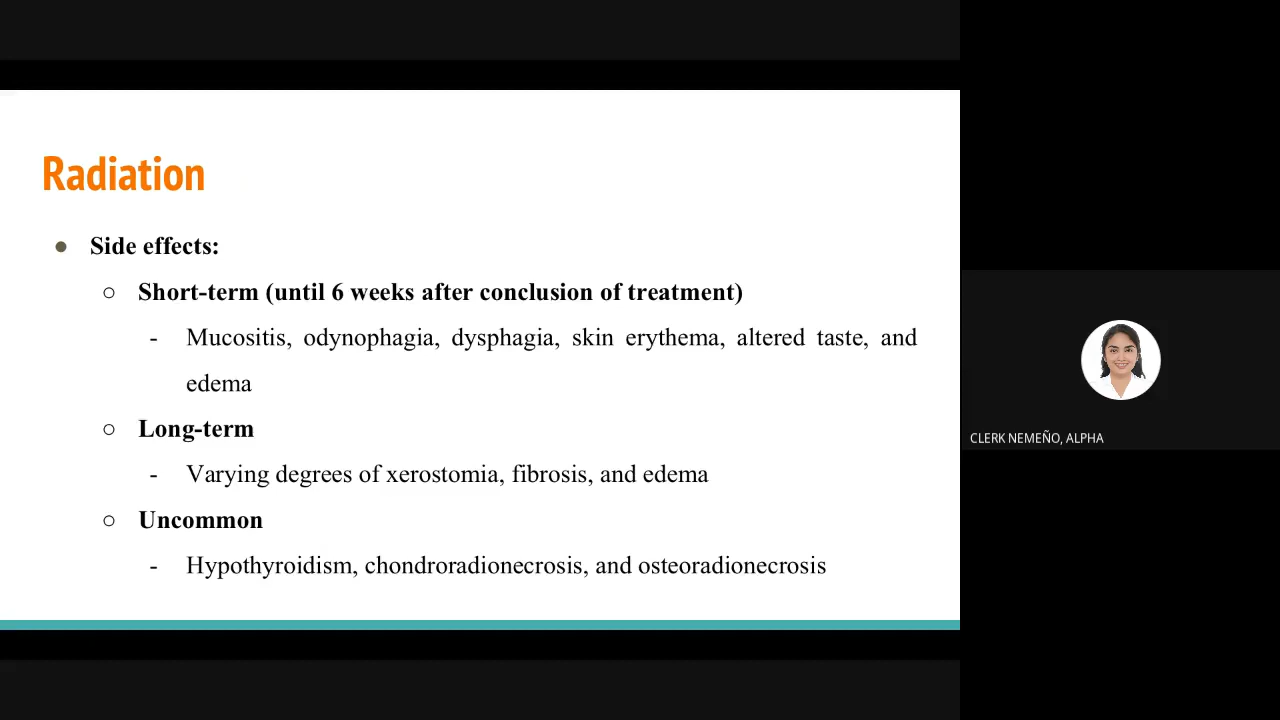 Radiation
● Side effects:
○ Short-term (until 6 weeks after conclusion of treatment)
- Mucositis, odynophagia, dysphagia, skin erythema, altered taste, and
edema
○ Long-term
- Varying degrees of xerostomia, fibrosis, and edema
○ Uncommon
- Hypothyroidism, chondroradionecrosis, and osteoradionecrosis
CLERK NEMEÑO, ALPHA